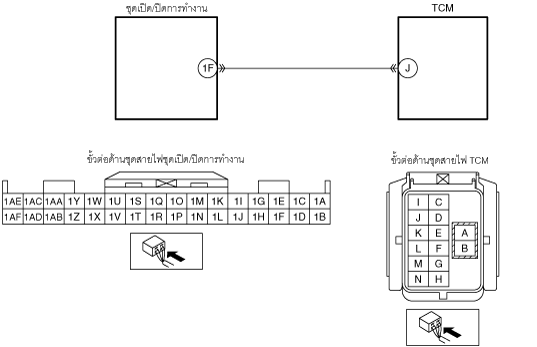 ชุดเปิด/ปิดการทำงาน
TCM
1F
J
ขั้วต่อด้านชุดสายไฟชุดเปิด/ปิดการทำงาน
ขั้วต่อด้านชุดสายไฟ TCM
1AE 1AC 1AA 1Y 1W 1U 1S 1Q 1O 1M 1K 1I 1G 1E 1C 1A
1AF 1AD 1AB 1Z 1X 1V 1T 1R 1P 1N 1L 1J 1H 1F 1D 1B
I C
J D
K E A
L F B
M G
N H